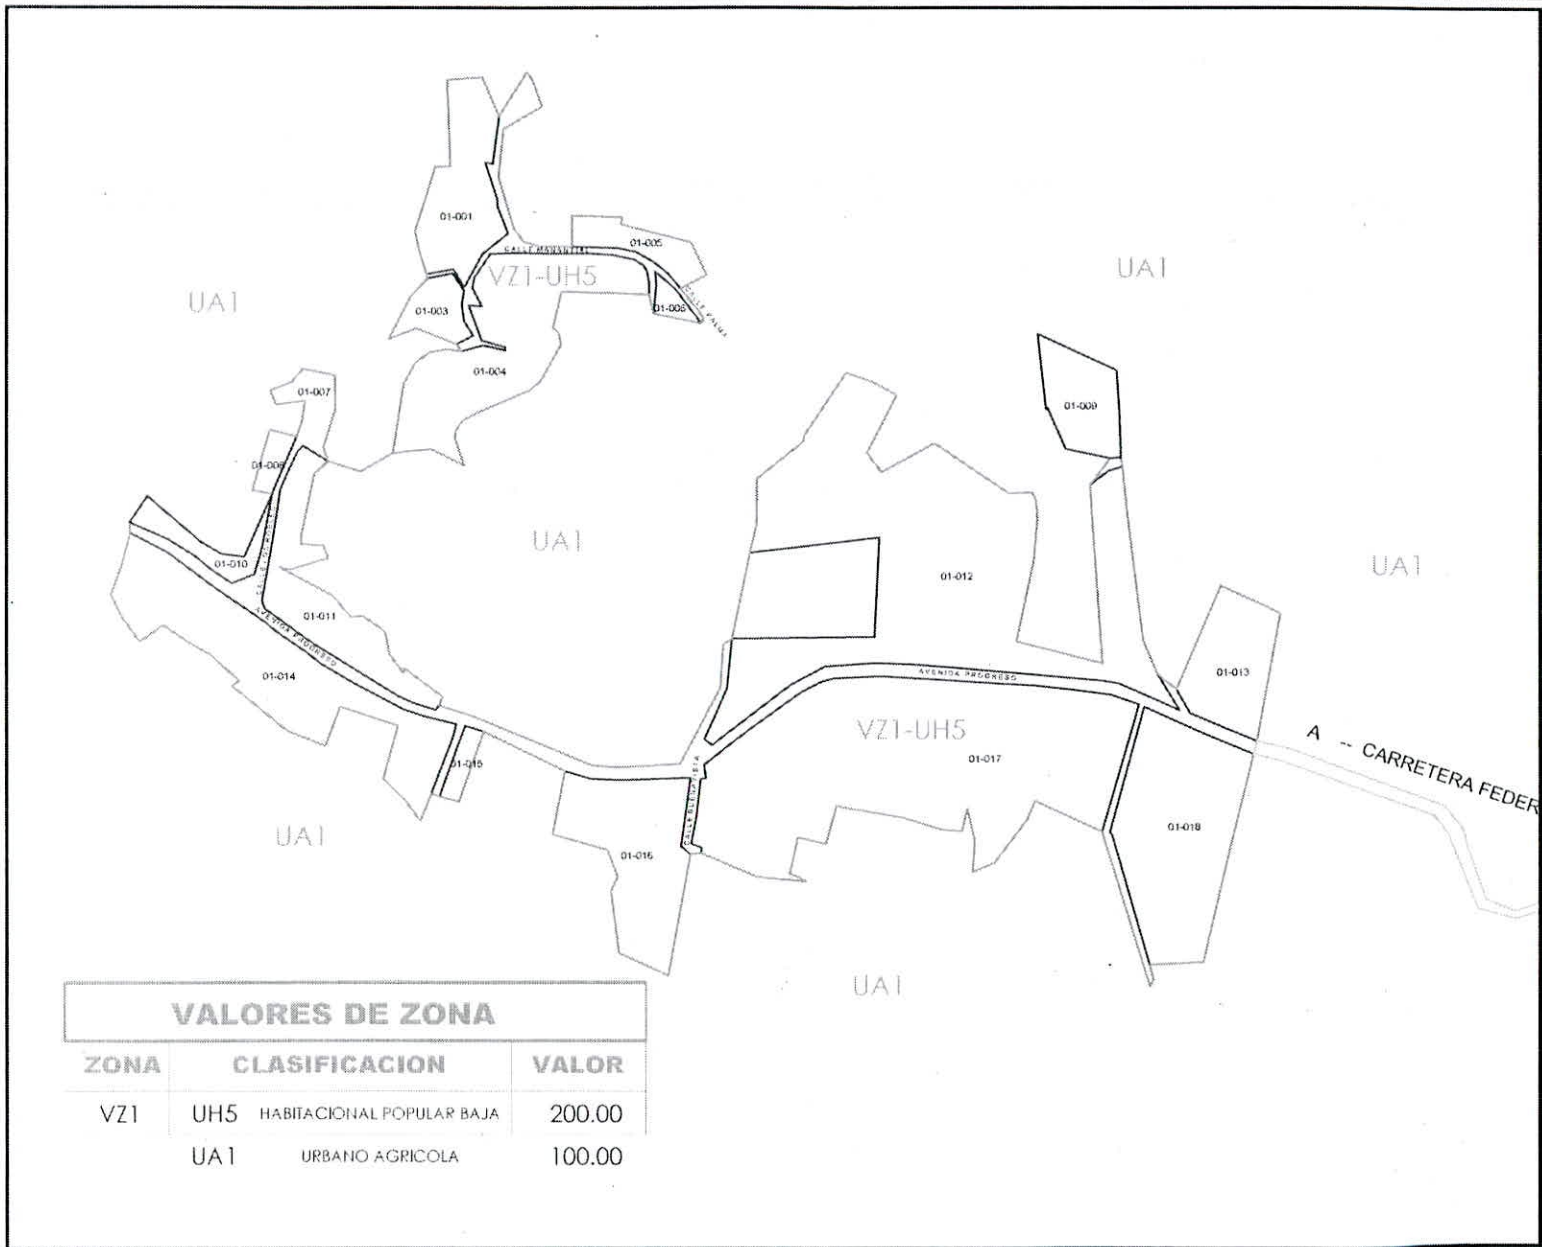 01-001
01-005
CALLE MANANTIAL
VZ1-UH5
UA1
UA1
01-003
01-006
CALLE PALMA
01-004
01-007
01-009
01-008
UA1
UA1
01-010
01-012
01-011
AVENIDA PROGRESO
01-014
01-013
AVENIDA PROGRESO
VZ1-UH5
A -- CARRETERA FEDER
01-015
01-017
CALLE BUENAVISTA
UA1
01-016
01-018
UA1
VALORES DE ZONA
ZONA CLASIFICACION VALOR
VZ1 UH5 HABITACIONAL POPULAR BAJA 200.00
UA1 URBANO AGRICOLA 100.00